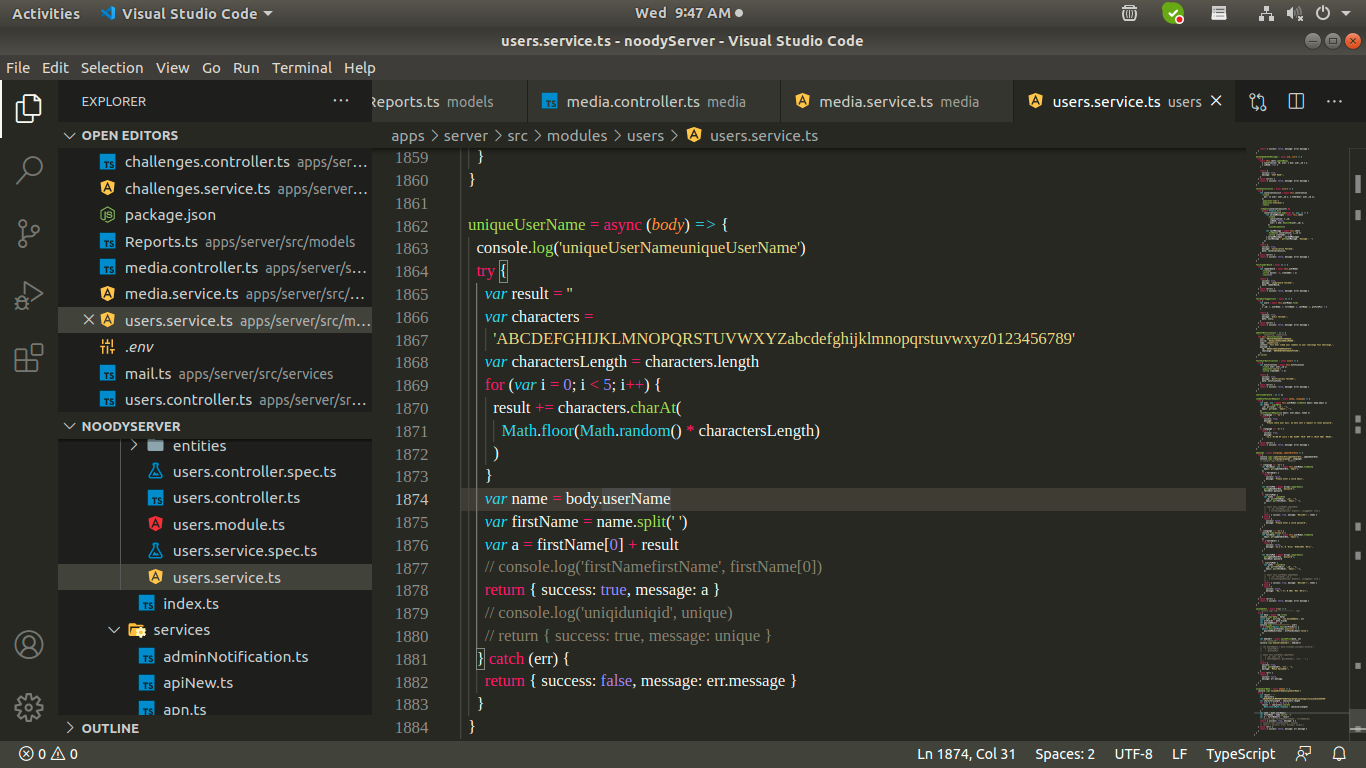 Activities Visual Studio Code Wed 9:47 AM
users.service.ts - noodyServer - Visual Studio Code
File Edit Selection View Go Run Terminal Help
EXPLORER
OPEN EDITORS
TS challenges.controller.ts apps/ser...
challenges.service.ts apps/server...
package.json
TS Reports.ts apps/server/src/models
TS media.controller.ts apps/server/s...
media.service.ts apps/server/src/...
users.service.ts apps/server/src/m...
.env
TS mail.ts apps/server/src/services
TS users.controller.ts apps/server/sr...
NOODYSERVER
entities
users.controller.spec.ts
TS users.controller.ts
users.module.ts
users.service.spec.ts
users.service.ts
TS index.ts
services
TS adminNotification.ts
TS apiNew.ts
TS apn.ts
OUTLINE
Reports.ts models TS media.controller.ts media media.service.ts media users.service.ts users
apps > server > src > modules > users > users.service.ts
1859 }
1860 }
1861
1862 uniqueUserName = async (body) => {
1863 console.log('uniqueUserNameuniqueUserName')
1864 try {
1865 var result = ''
1866 var characters =
1867 'ABCDEFGHIJKLMNOPQRSTUVWXYZabcdefghijklmnopqrstuvwxyz0123456789'
1868 var charactersLength = characters.length
1869 for (var i = 0; i < 5; i++) {
1870 result += characters.charAt(
1871 Math.floor(Math.random() * charactersLength)
1872 )
1873 }
1874 var name = body.userName
1875 var firstName = name.split(' ')
1876 var a = firstName[0] + result
1877 // console.log('firstNamefirstName', firstName[0])
1878 return { success: true, message: a }
1879 // console.log('uniqiduniqid', unique)
1880 // return { success: true, message: unique }
1881 } catch (err) {
1882 return { success: false, message: err.message }
1883 }
1884 }
0 0 Ln 1874, Col 31 Spaces: 2 UTF-8 LF TypeScript